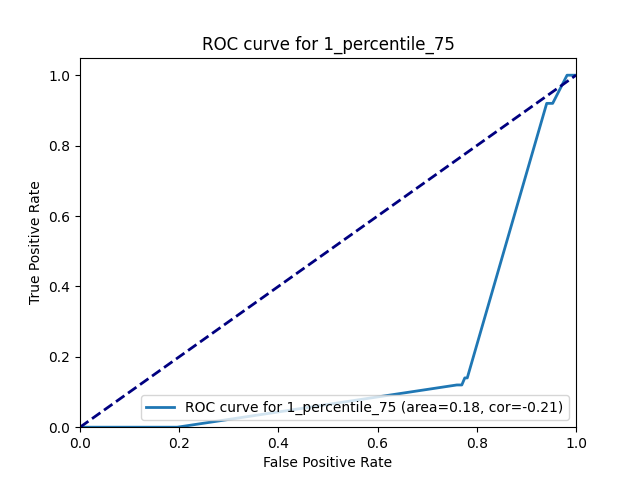 ROC curve for 1_percentile_75
True Positive Rate
1.0
0.8
0.6
0.4
0.2
0.0
ROC curve for 1_percentile_75 (area=0.18, cor=-0.21)
0.0 0.2 0.4 0.6 0.8 1.0
False Positive Rate